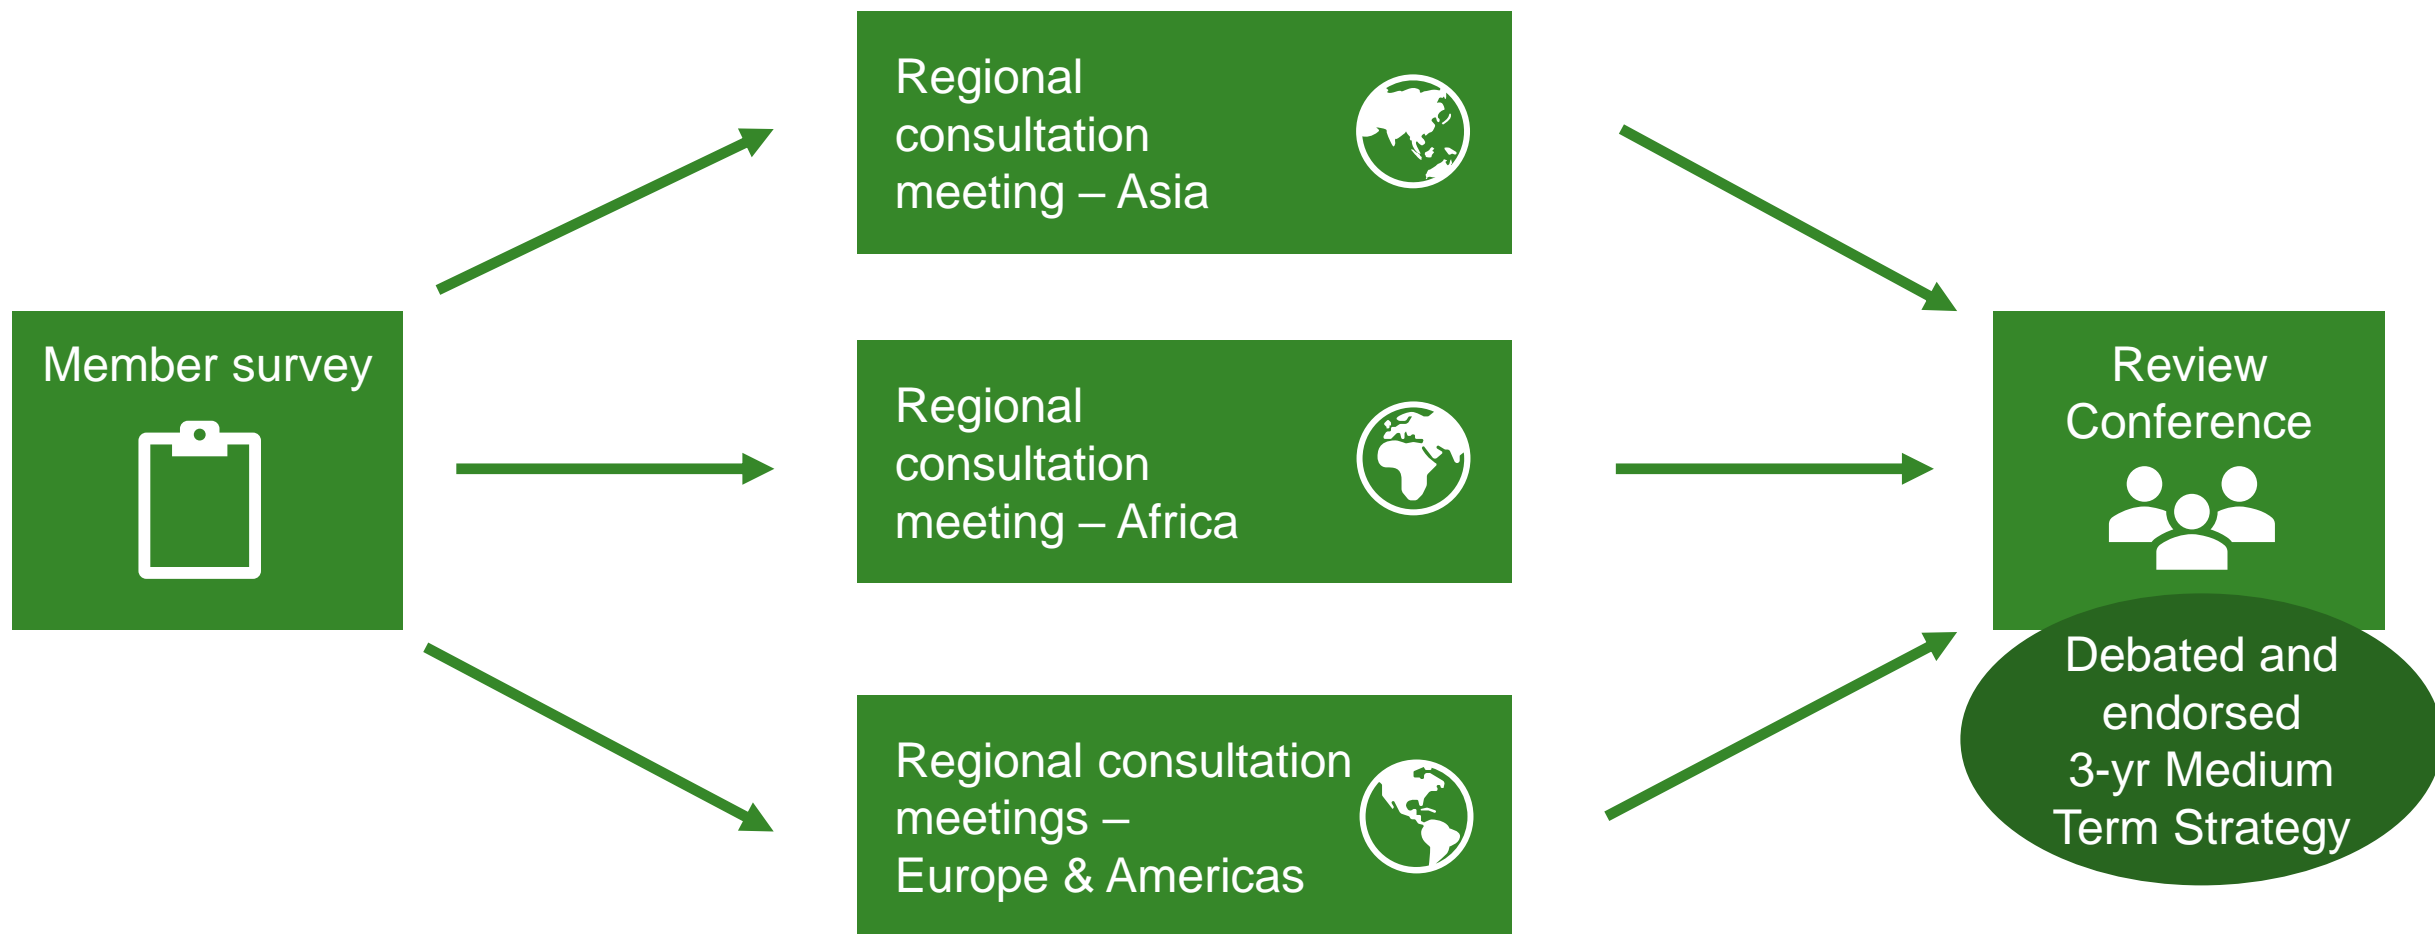 Member survey
Regional
consultation
meeting – Asia
Regional
consultation
meeting – Africa
Regional consultation
meetings –
Europe & Americas
Review
Conference
Debated and
endorsed
3-yr Medium
Term Strategy